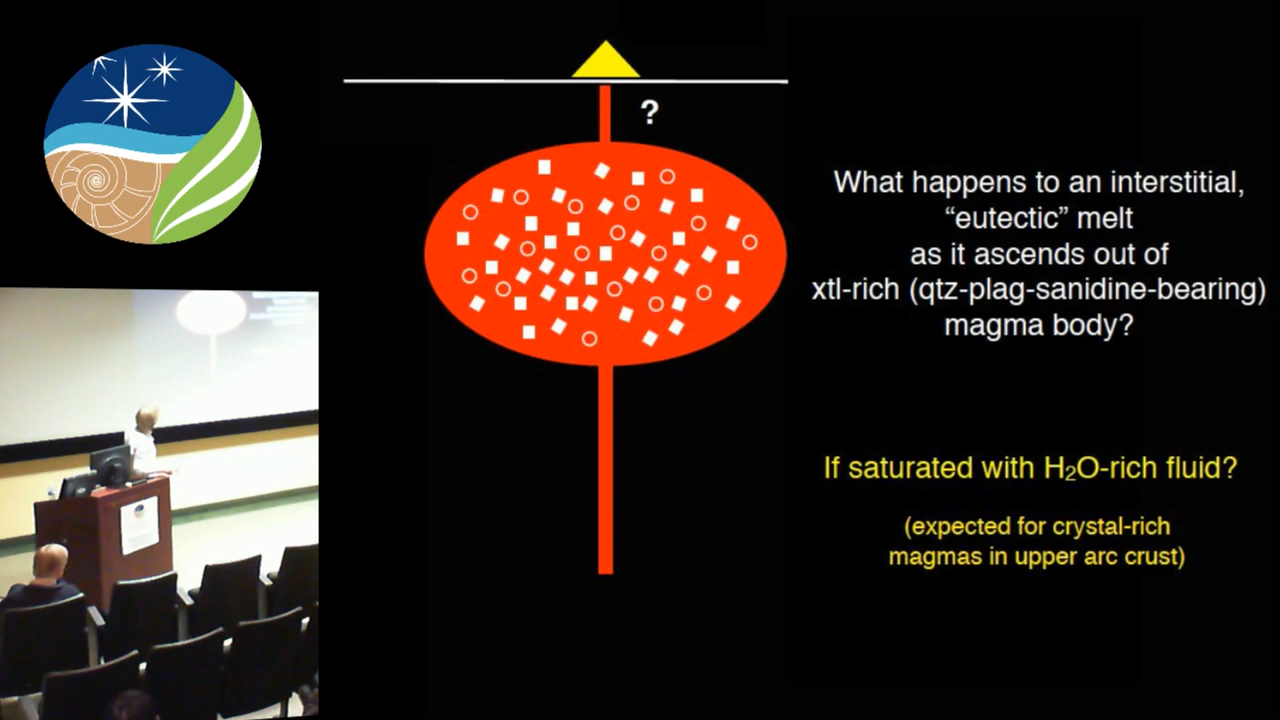 ?
What happens to an interstitial,
“eutectic” melt
as it ascends out of
xtl-rich (qtz-plag-sanidine-bearing)
magma body?
If saturated with H₂O-rich fluid?
(expected for crystal-rich
magmas in upper arc crust)